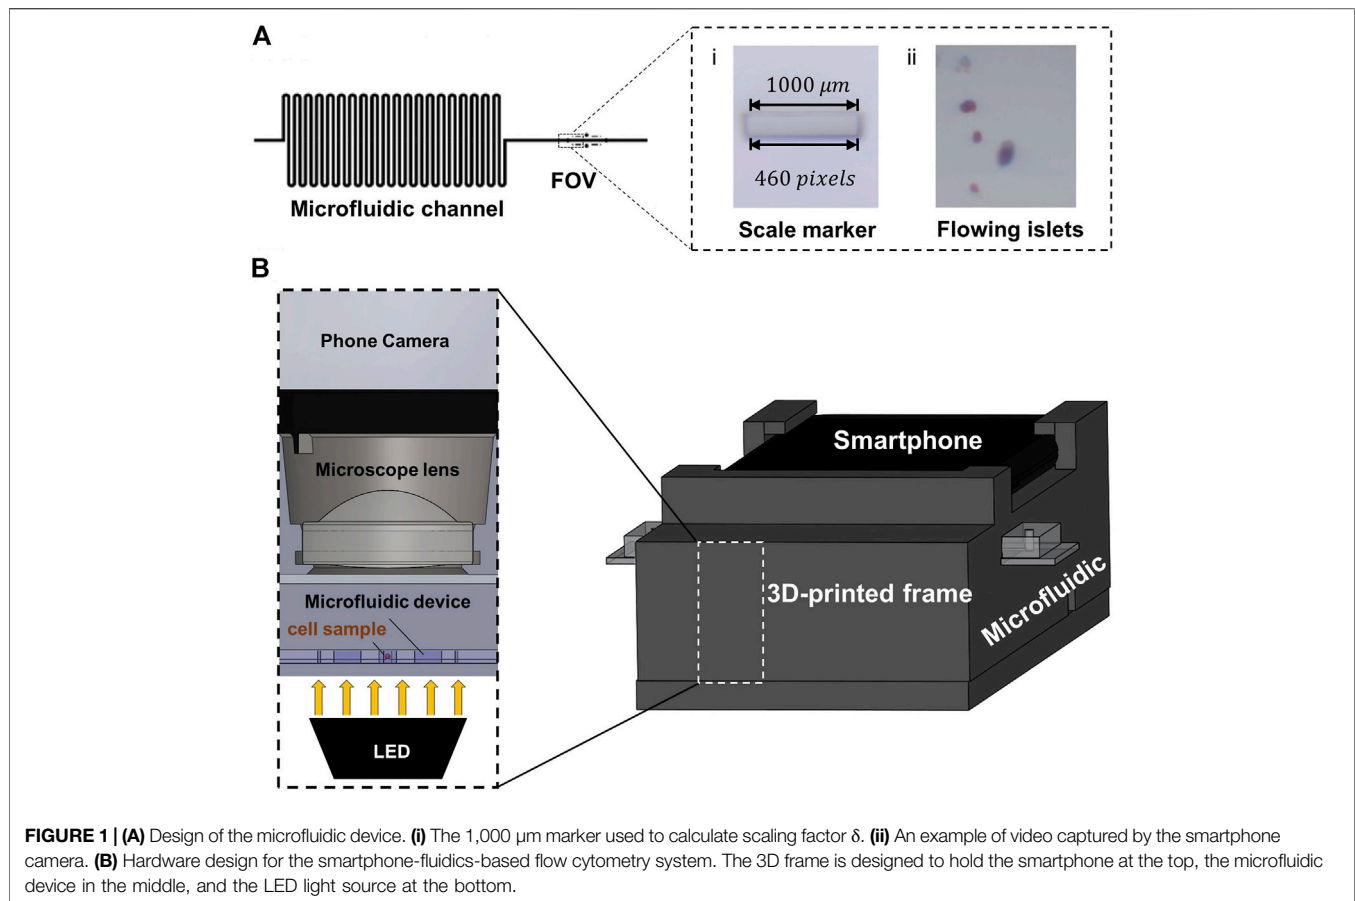 A
i
ii
1000 μm
460 pixels
FOV
Microfluidic channel
Scale marker
Flowing islets
B
Phone Camera
Microscope lens
Microfluidic device
cell sample
LED
Smartphone
3D-printed frame
Microfluidic
FIGURE 1 | (A) Design of the microfluidic device. (i) The 1,000 μm marker used to calculate scaling factor δ. (ii) An example of video captured by the smartphone
camera. (B) Hardware design for the smartphone-fluidics-based flow cytometry system. The 3D frame is designed to hold the smartphone at the top, the microfluidic
device in the middle, and the LED light source at the bottom.